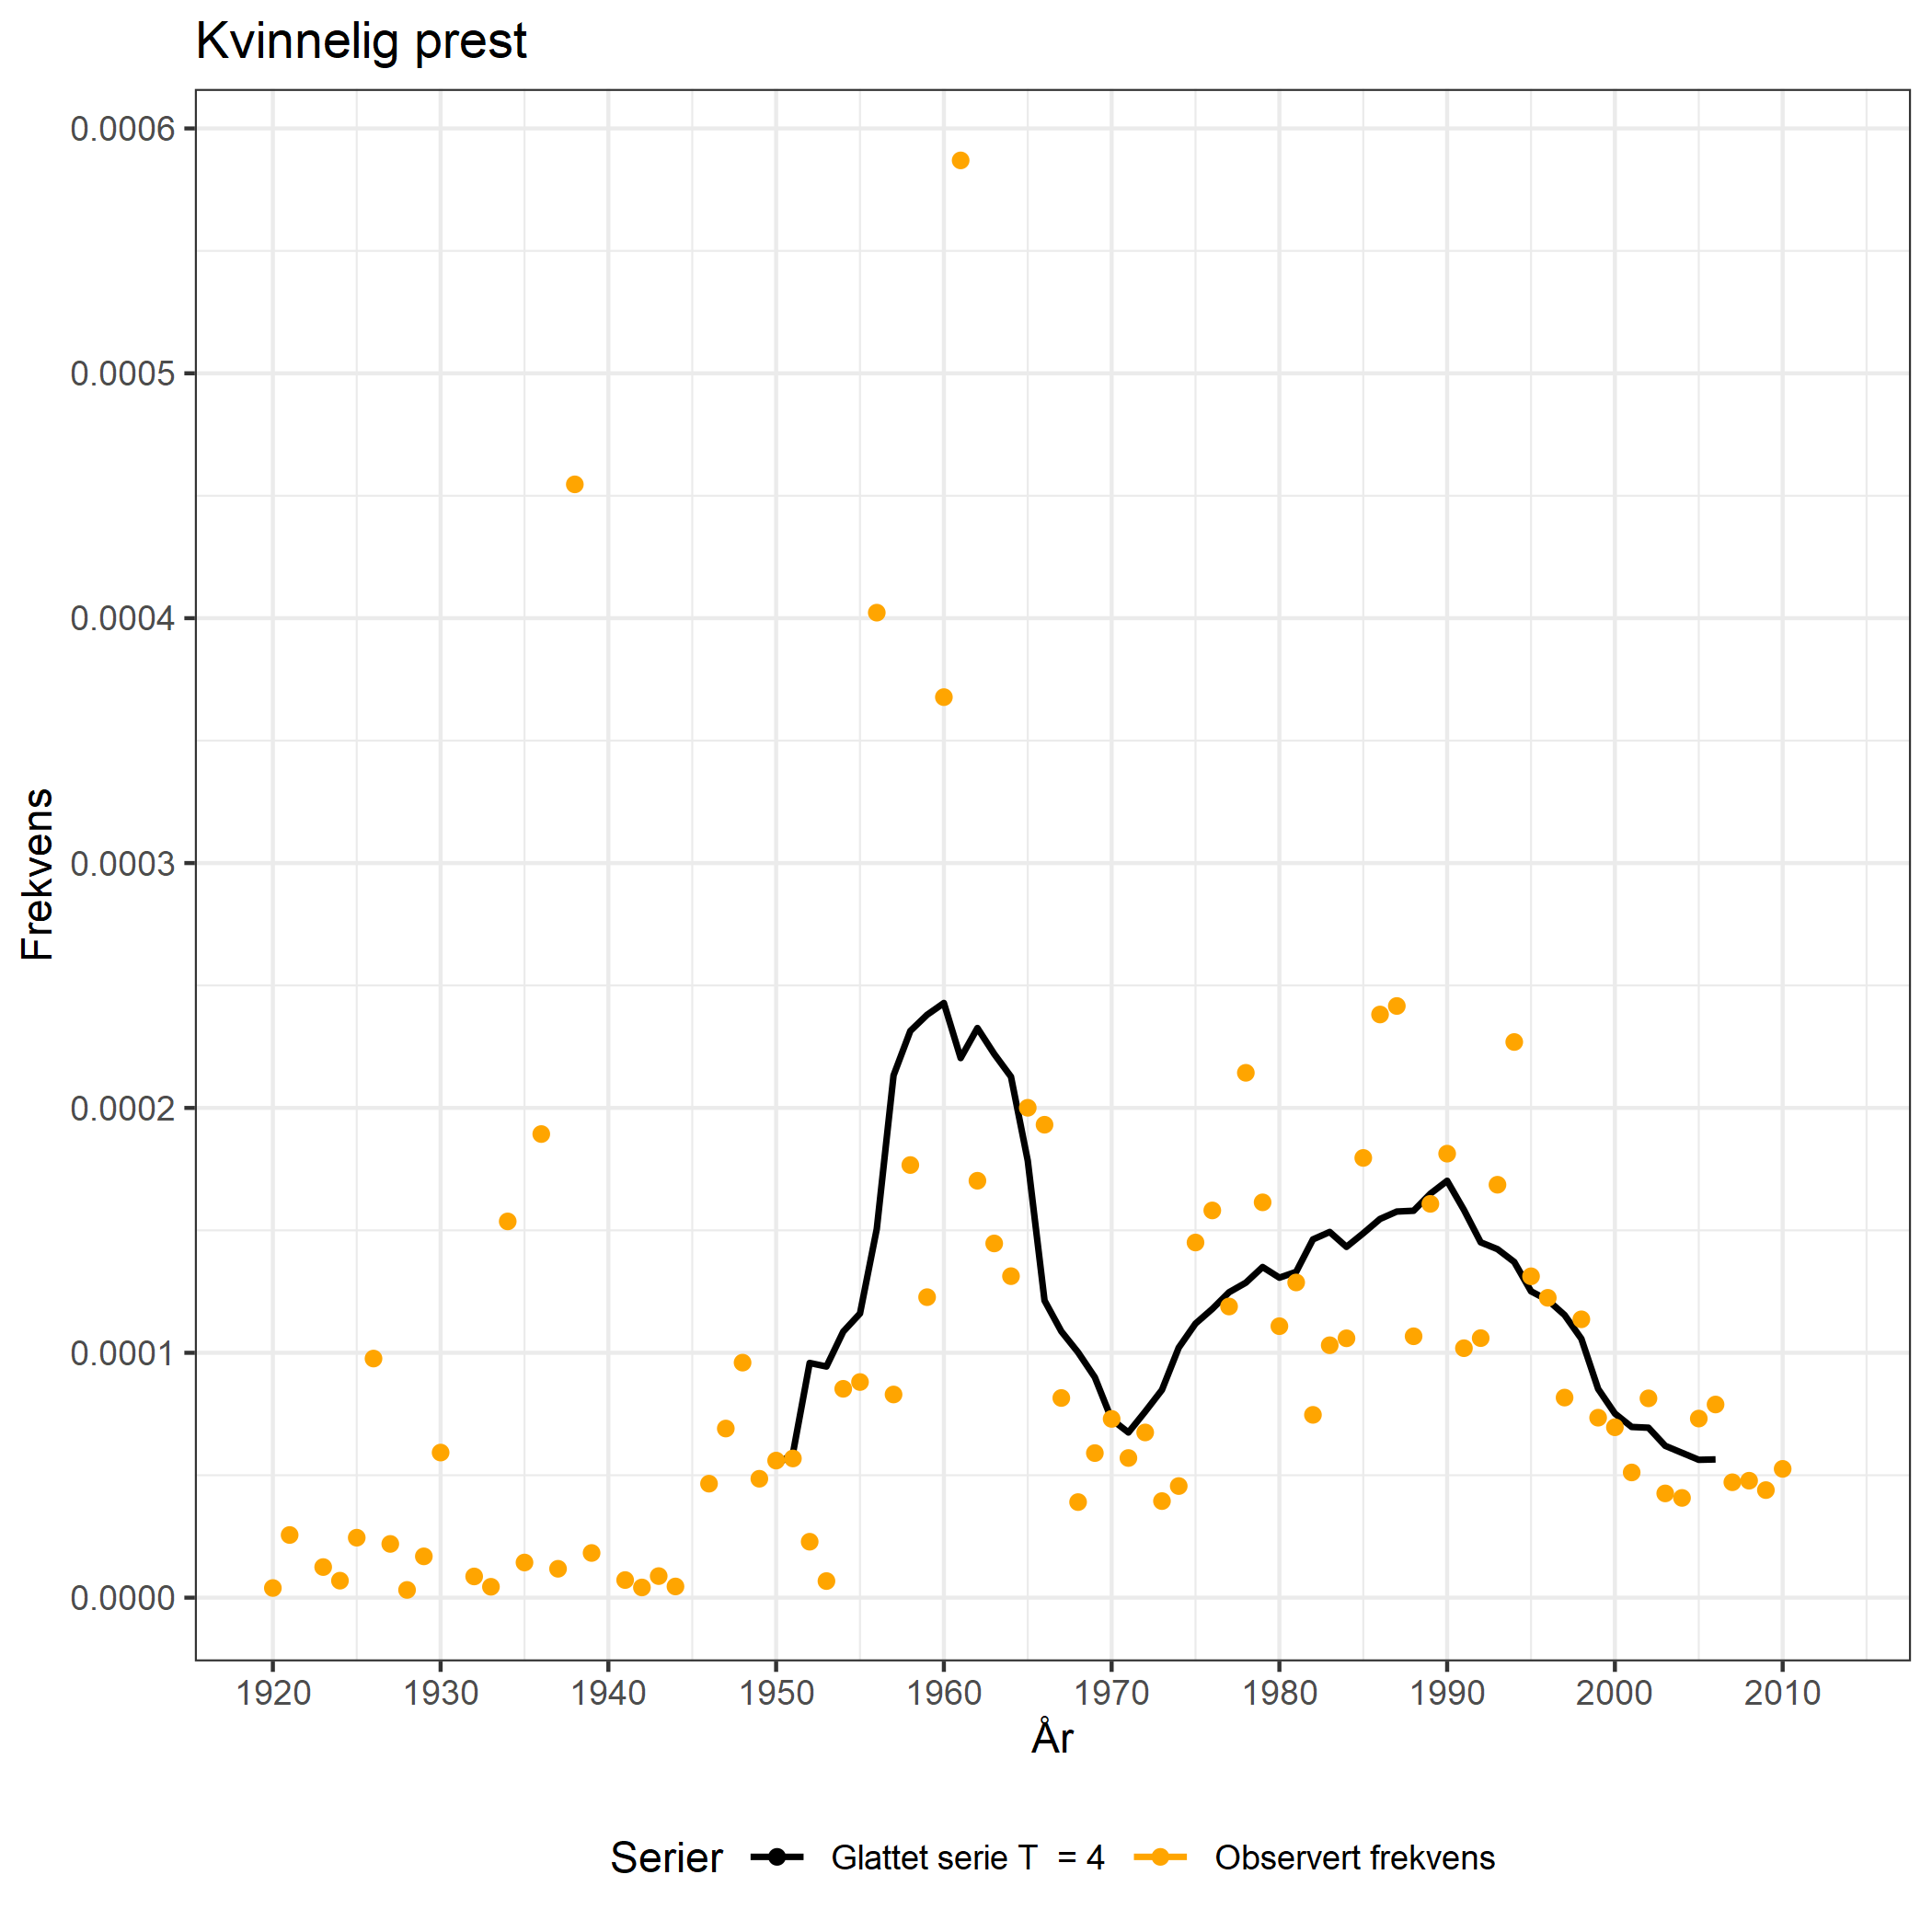 Kvinnelig prest
0.0006
0.0005
0.0004
0.0003
0.0002
0.0001
0.0000
Frekvens
1920 1930 1940 1950 1960 1970 1980 1990 2000 2010
År
Serier Glattet serie T = 4 Observert frekvens